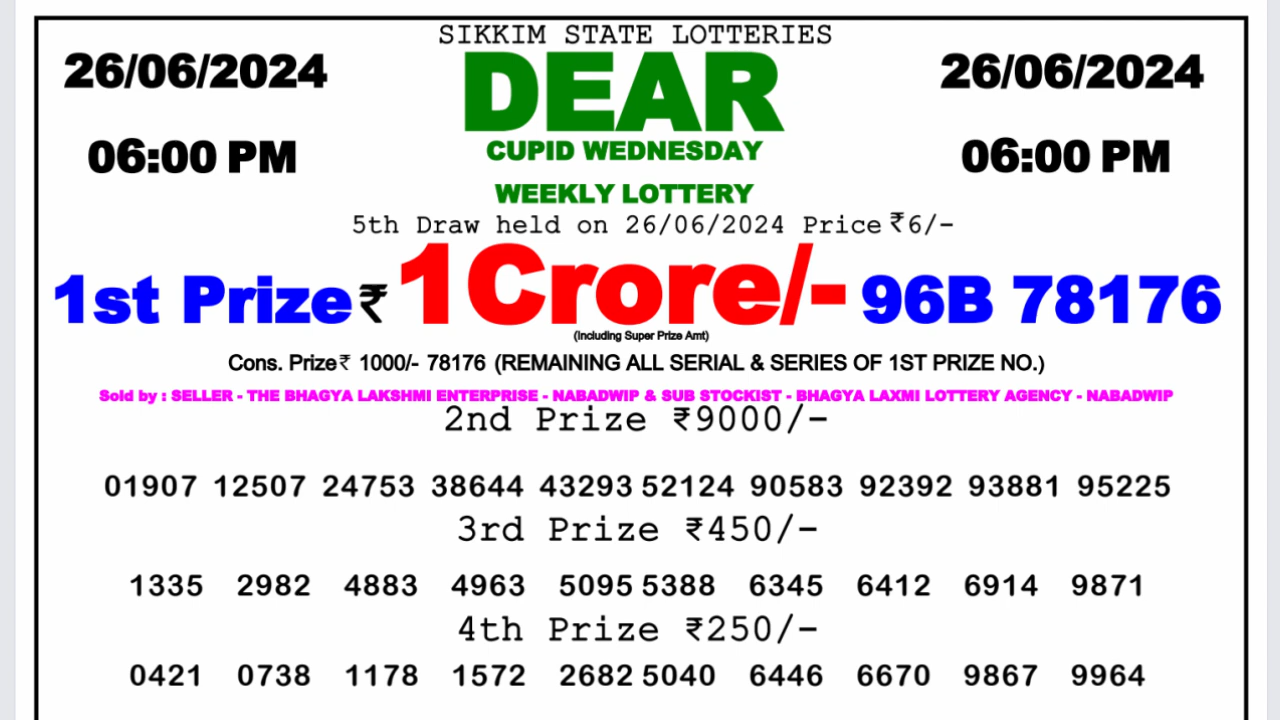 SIKKIM STATE LOTTERIES
26/06/2024 DEAR 26/06/2024
06:00 PM CUPID WEDNESDAY 06:00 PM
WEEKLY LOTTERY
5th Draw held on 26/06/2024 Price ₹6/-
1st Prize ₹ 1Crore/- 96B 78176
(Including Super Prize Amt)
Cons. Prize ₹ 1000/- 78176 (REMAINING ALL SERIAL & SERIES OF 1ST PRIZE NO.)
Sold by : SELLER - THE BHAGYA LAKSHMI ENTERPRISE - NABADWIP & SUB STOCKIST - BHAGYA LAXMI LOTTERY AGENCY - NABADWIP
2nd Prize ₹9000/-
01907 12507 24753 38644 43293 52124 90583 92392 93881 95225
3rd Prize ₹450/-
1335 2982 4883 4963 5095 5388 6345 6412 6914 9871
4th Prize ₹250/-
0421 0738 1178 1572 2682 5040 6446 6670 9867 9964